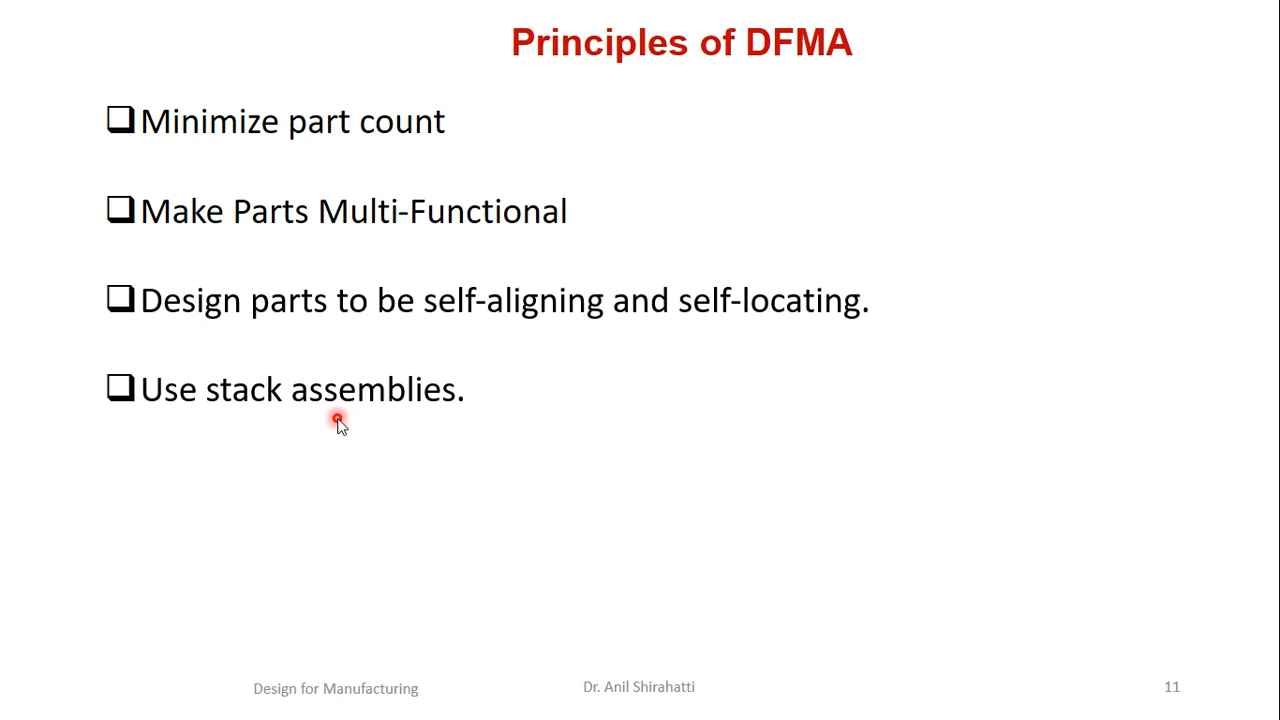 Principles of DFMA
❑Minimize part count
❑Make Parts Multi-Functional
❑Design parts to be self-aligning and self-locating.
❑Use stack assemblies.
Design for Manufacturing
Dr. Anil Shirahatti
11